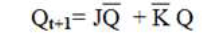 Qt+1= JQ̅ + K̅ Q